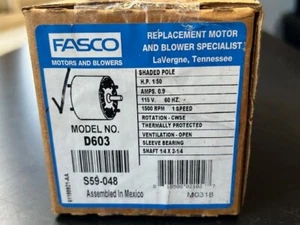 FASCO
MOTORS AND BLOWERS
REPLACEMENT MOTOR
AND BLOWER SPECIALIST
LaVergne, Tennessee
SHADED POLE
H.P. 1/50
AMPS. 0.9
115 V. 60 HZ. -
1500 RPM 1 SPEED
ROTATION - CWSE
THERMALLY PROTECTED
VENTILATION - OPEN
SLEEVE BEARING
SHAFT 1/4 X 3-1/4
MODEL NO.
D603
S59-048
Assembled in Mexico
MC31B